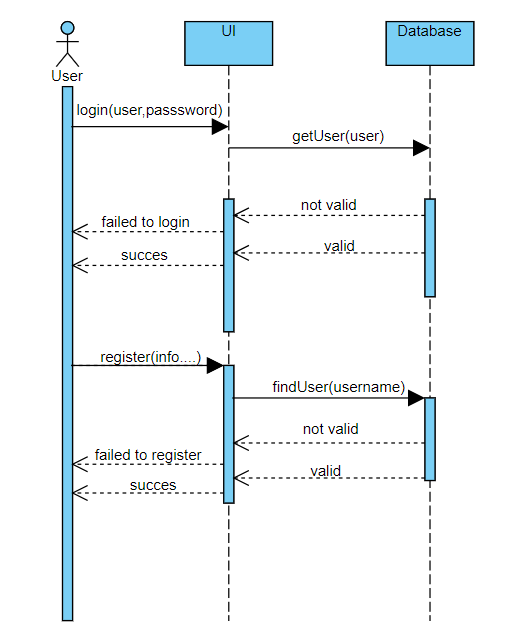 UI
Database
User
login(user,passsword)
getUser(user)
not valid
failed to login
valid
succes
register(info....)
findUser(username)
not valid
failed to register
valid
succes